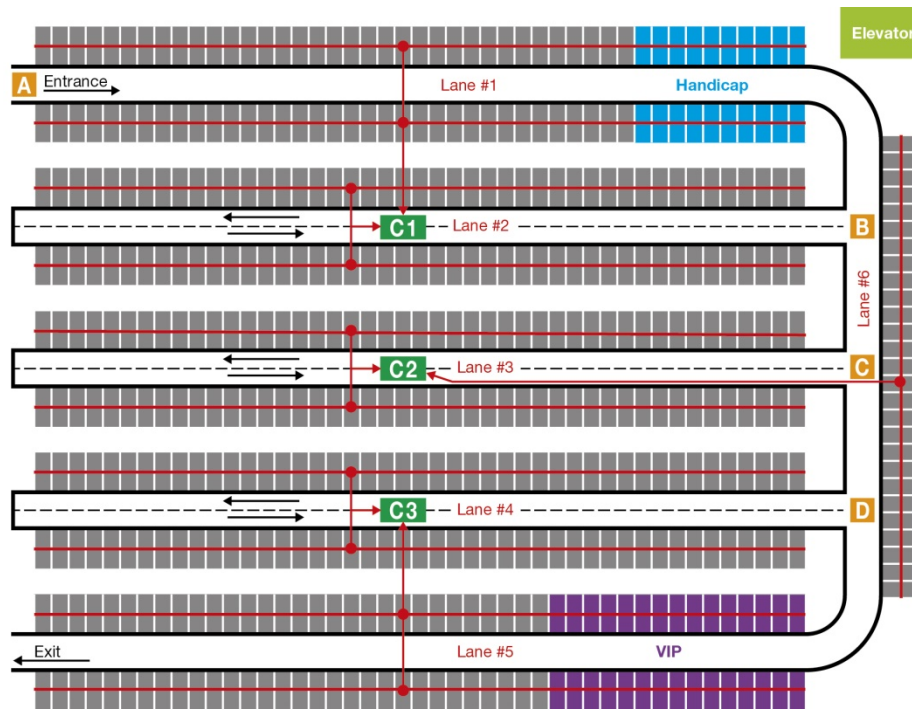 Elevator
A Entrance
Lane #1
Handicap
C1
Lane #2
B
Lane #6
C2
Lane #3
C
C3
Lane #4
D
Exit
Lane #5
VIP